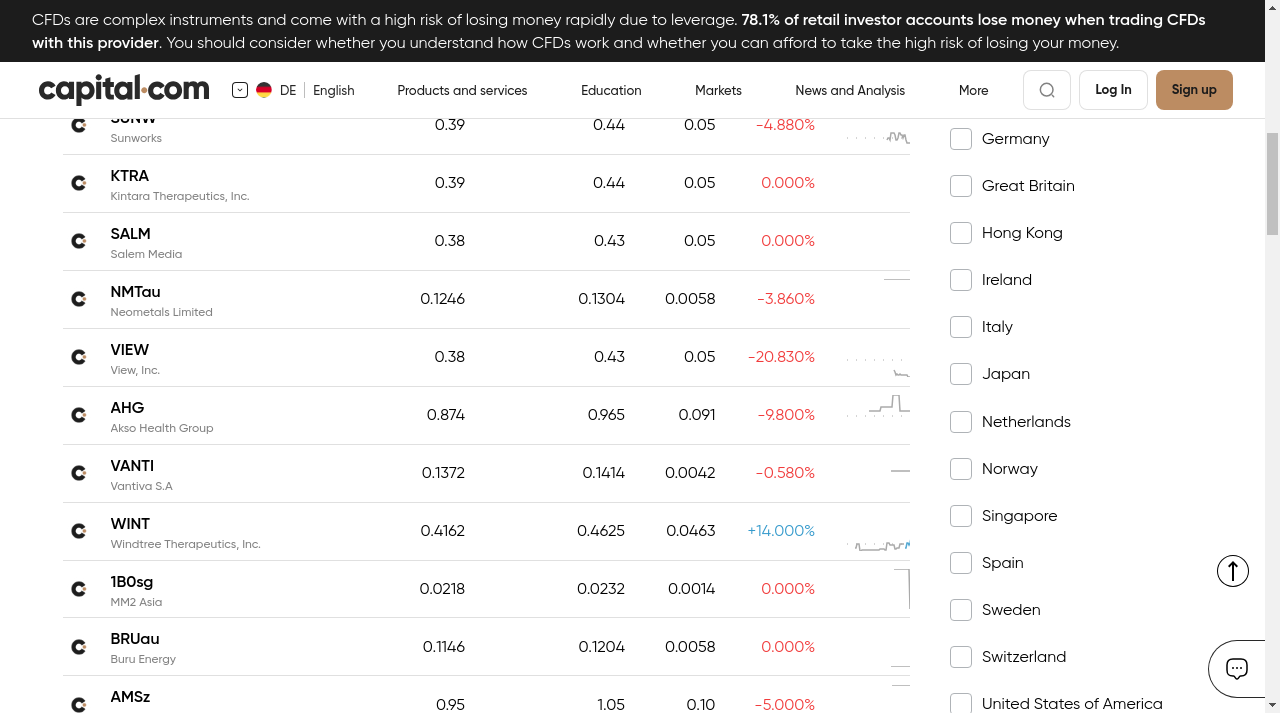 CFDs are complex instruments and come with a high risk of losing money rapidly due to leverage. 78.1% of retail investor accounts lose money when trading CFDs
with this provider. You should consider whether you understand how CFDs work and whether you can afford to take the high risk of losing your money.
capital.com DE English Products and services Education Markets News and Analysis More Log In Sign up
SUNW 0.39 0.44 0.05 -4.880%
Sunworks
KTRA 0.39 0.44 0.05 0.000%
Kintara Therapeutics, Inc.
SALM 0.38 0.43 0.05 0.000%
Salem Media
NMTau 0.1246 0.1304 0.0058 -3.860%
Neometals Limited
VIEW 0.38 0.43 0.05 -20.830%
View, Inc.
AHG 0.874 0.965 0.091 -9.800%
Akso Health Group
VANTI 0.1372 0.1414 0.0042 -0.580%
Vantiva S.A
WINT 0.4162 0.4625 0.0463 +14.000%
Windtree Therapeutics, Inc.
1B0sg 0.0218 0.0232 0.0014 0.000%
MM2 Asia
BRUau 0.1146 0.1204 0.0058 0.000%
Buru Energy
AMSz 0.95 1.05 0.10 -5.000%
Germany
Great Britain
Hong Kong
Ireland
Italy
Japan
Netherlands
Norway
Singapore
Spain
Sweden
Switzerland
United States of America